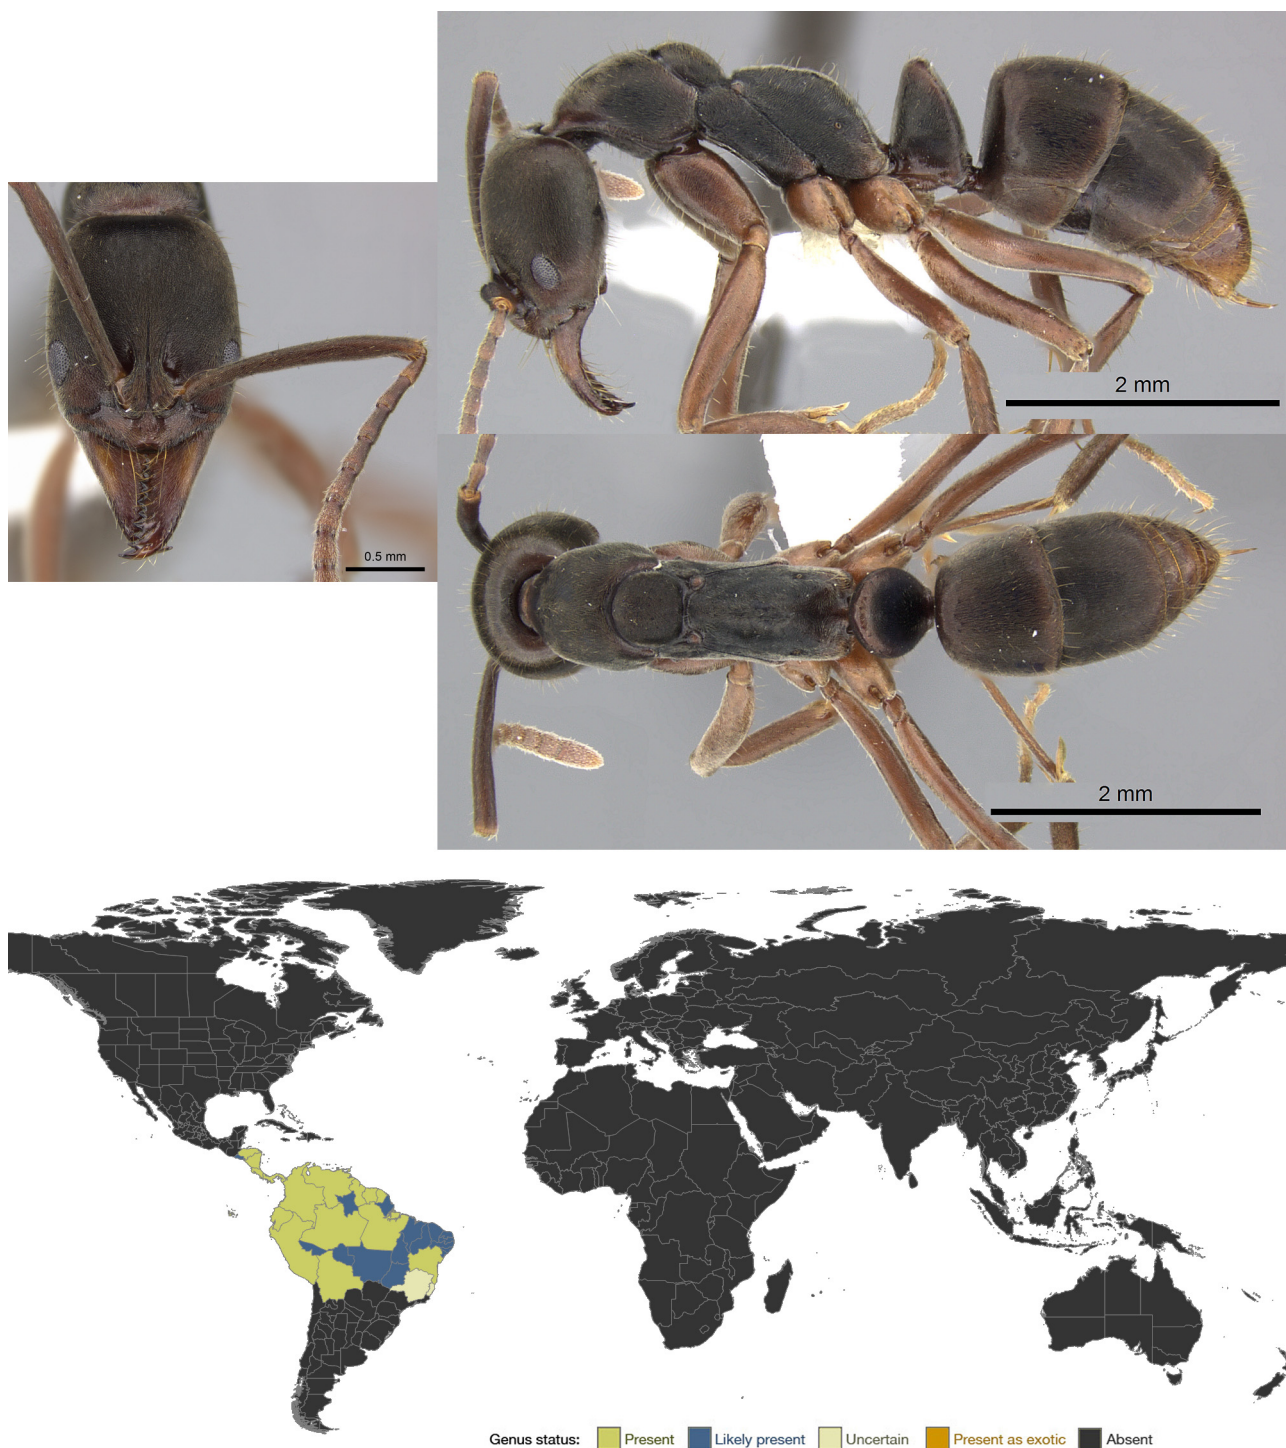 2 mm
0.5 mm
2 mm
Genus status: Present Likely present Uncertain Present as exotic Absent